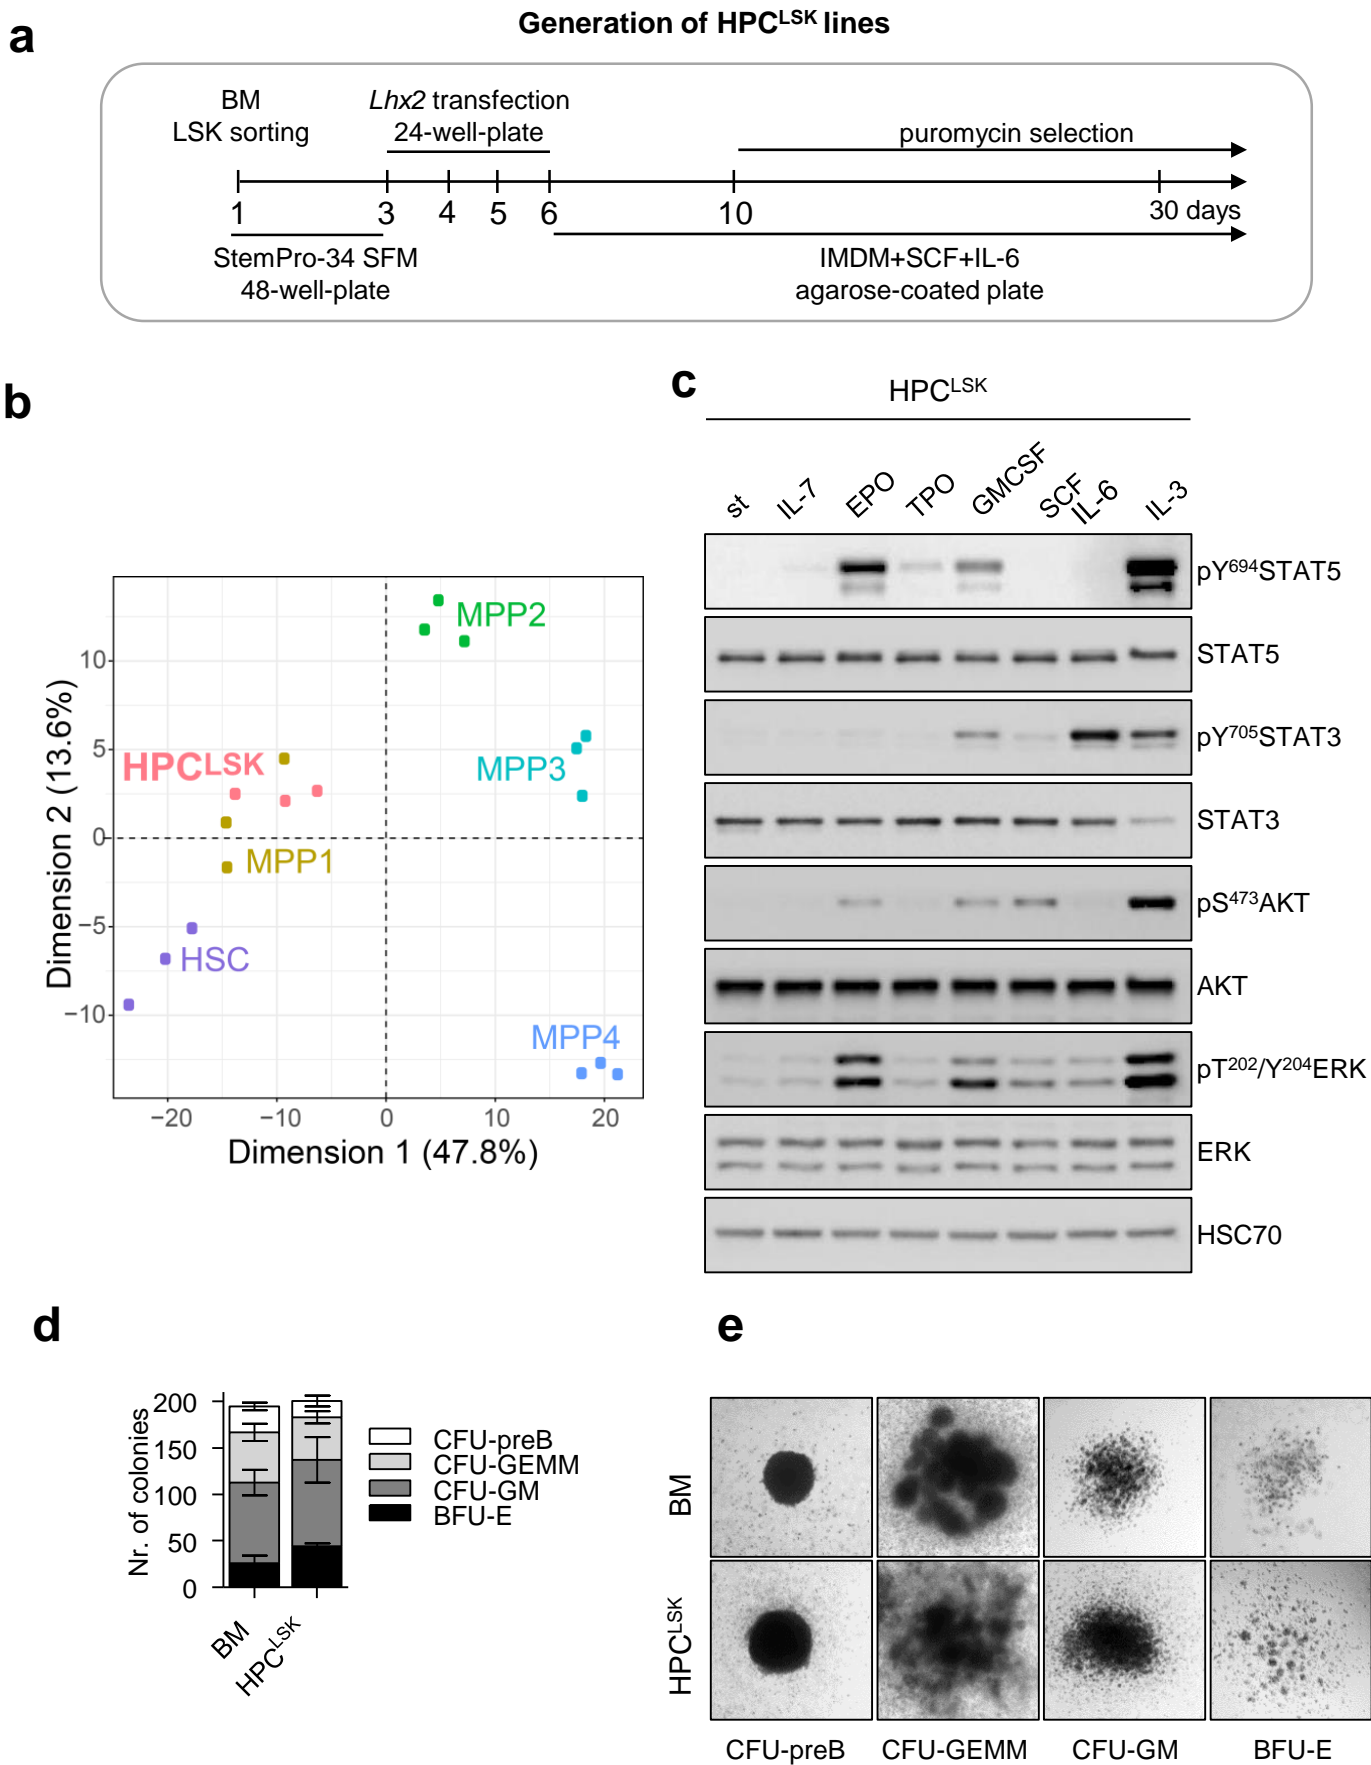 a
Generation of HPCLSK lines
BM
LSK sorting
Lhx2 transfection
24-well-plate
puromycin selection
1 3 4 5 6 10 30 days
StemPro-34 SFM
48-well-plate
IMDM+SCF+IL-6
agarose-coated plate
b
MPP2
MPP3
HPCLSK
MPP1
HSC
MPP4
10
5
0
−5
−10
−20 −10 0 10 20
Dimension 1 (47.8%)
Dimension 2 (13.6%)
c
HPCLSK
st IL-7 EPO TPO GMCSF SCF IL-6 IL-3
pY694STAT5
STAT5
pY705STAT3
STAT3
pS473AKT
AKT
pT202/Y204ERK
ERK
HSC70
d
Nr. of colonies
200
150
100
50
0
BM
HPCLSK
CFU-preB
CFU-GEMM
CFU-GM
BFU-E
e
BM
HPCLSK
CFU-preB CFU-GEMM CFU-GM BFU-E